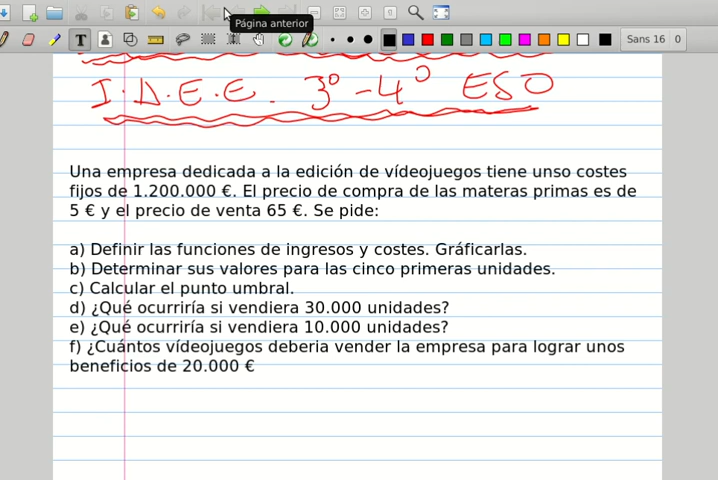 Página anterior
T
Sans 16 0
I.D.E.E. 3º - 4º ESO
Una empresa dedicada a la edición de vídeojuegos tiene unso costes
fijos de 1.200.000 €. El precio de compra de las materas primas es de
5 € y el precio de venta 65 €. Se pide:
a) Definir las funciones de ingresos y costes. Gráficarlas.
b) Determinar sus valores para las cinco primeras unidades.
c) Calcular el punto umbral.
d) ¿Qué ocurriría si vendiera 30.000 unidades?
e) ¿Qué ocurriría si vendiera 10.000 unidades?
f) ¿Cuántos vídeojuegos deberia vender la empresa para lograr unos
beneficios de 20.000 €